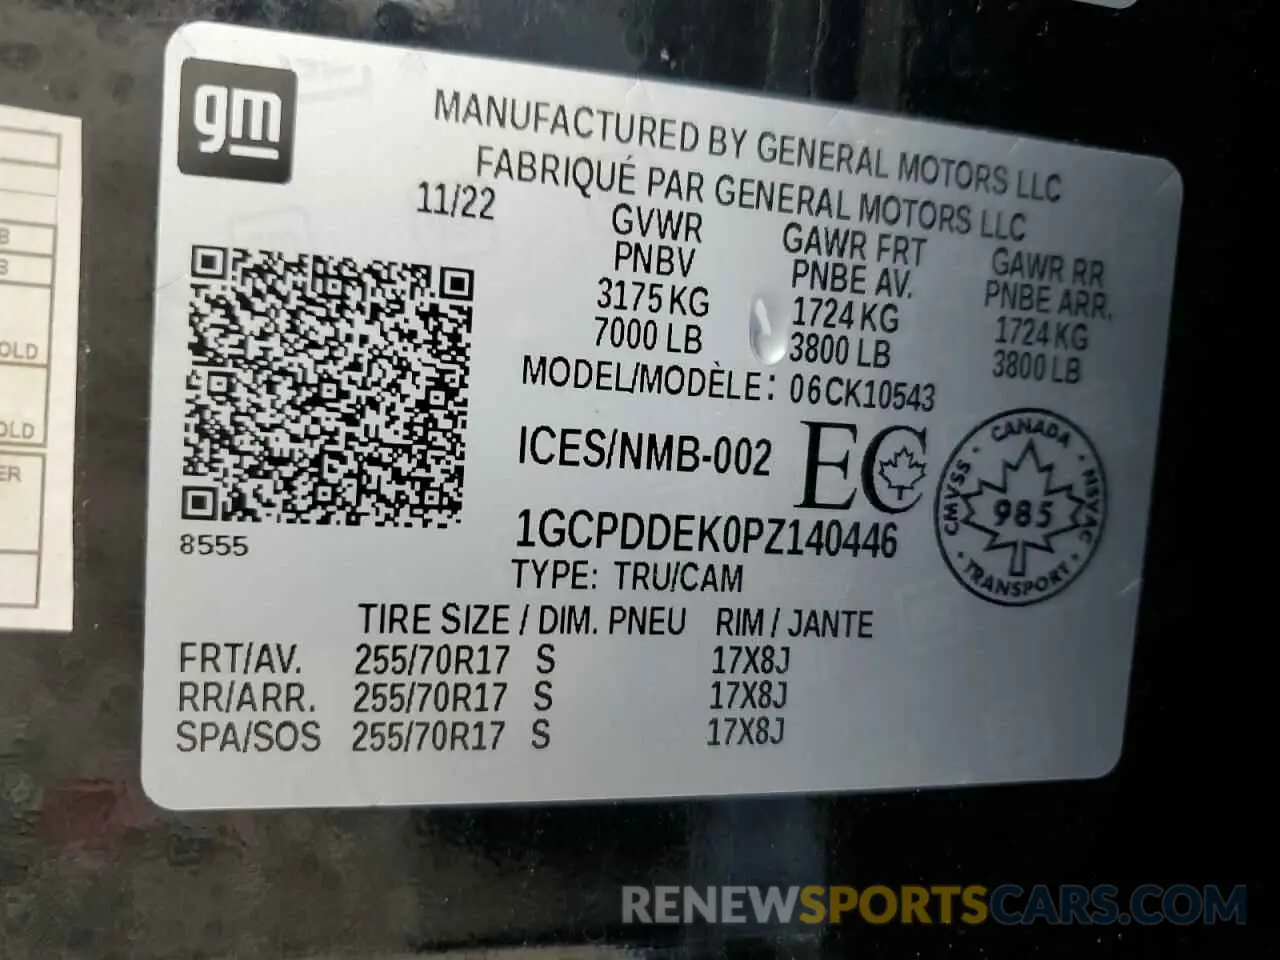 gm
MANUFACTURED BY GENERAL MOTORS LLC
FABRIQUÉ PAR GENERAL MOTORS LLC
11/22
GVWR GAWR FRT GAWR RR
PNBV PNBE AV. PNBE ARR.
3175 KG 1724 KG 1724 KG
7000 LB 3800 LB 3800 LB
MODEL/MODÈLE: 06CK10543
ICES/NMB-002 EC
CANADA
CMVSS 985 NSVAC
TRANSPORT
1GCPDDEK0PZ140446
8555
TYPE: TRU/CAM
TIRE SIZE / DIM. PNEU RIM / JANTE
FRT/AV. 255/70R17 S 17X8J
RR/ARR. 255/70R17 S 17X8J
SPA/SOS 255/70R17 S 17X8J
B
B
OLD
OLD
ER
RENEWSPORTSCARS.COM